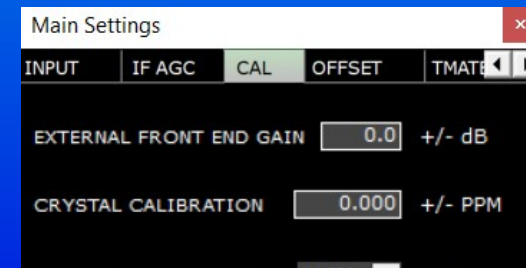 Main Settings
INPUT IF AGC CAL OFFSET TMATE
EXTERNAL FRONT END GAIN 0.0 +/- dB
CRYSTAL CALIBRATION 0.000 +/- PPM